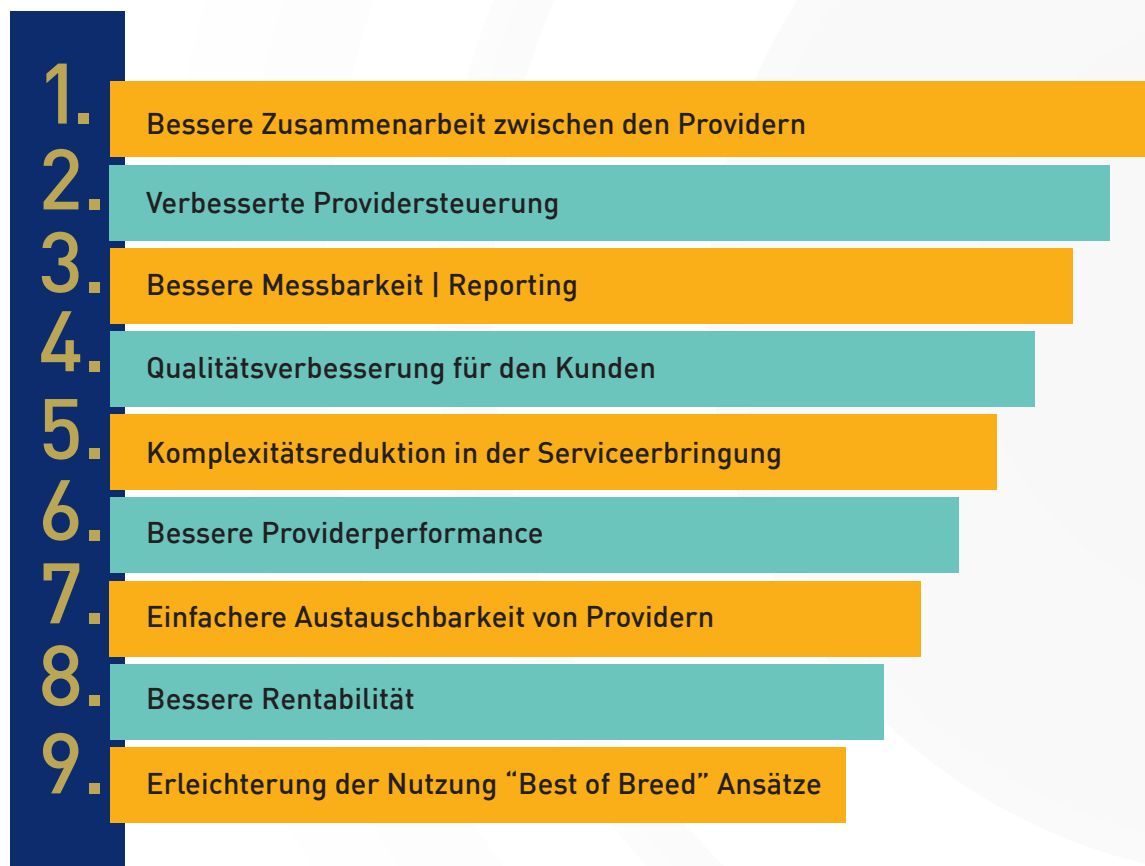 1. Bessere Zusammenarbeit zwischen den Providern
2. Verbesserte Providersteuerung
3. Bessere Messbarkeit | Reporting
4. Qualitätsverbesserung für den Kunden
5. Komplexitätsreduktion in der Serviceerbringung
6. Bessere Providerperformance
7. Einfachere Austauschbarkeit von Providern
8. Bessere Rentabilität
9. Erleichterung der Nutzung “Best of Breed” Ansätze